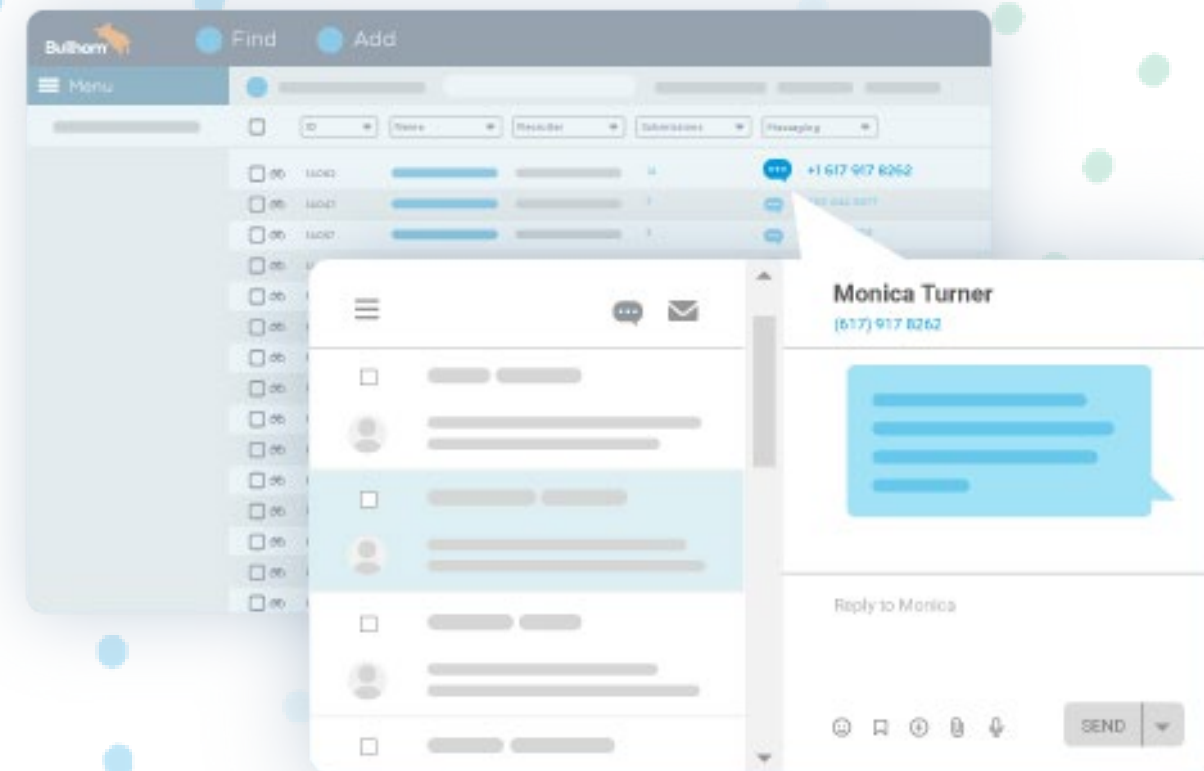 Bullhorn
Find Add
Menu
ID Name Recruiter Submissions Messaging
+1 617 917 8262
Monica Turner
(617) 917 8262
Reply to Monica
SEND